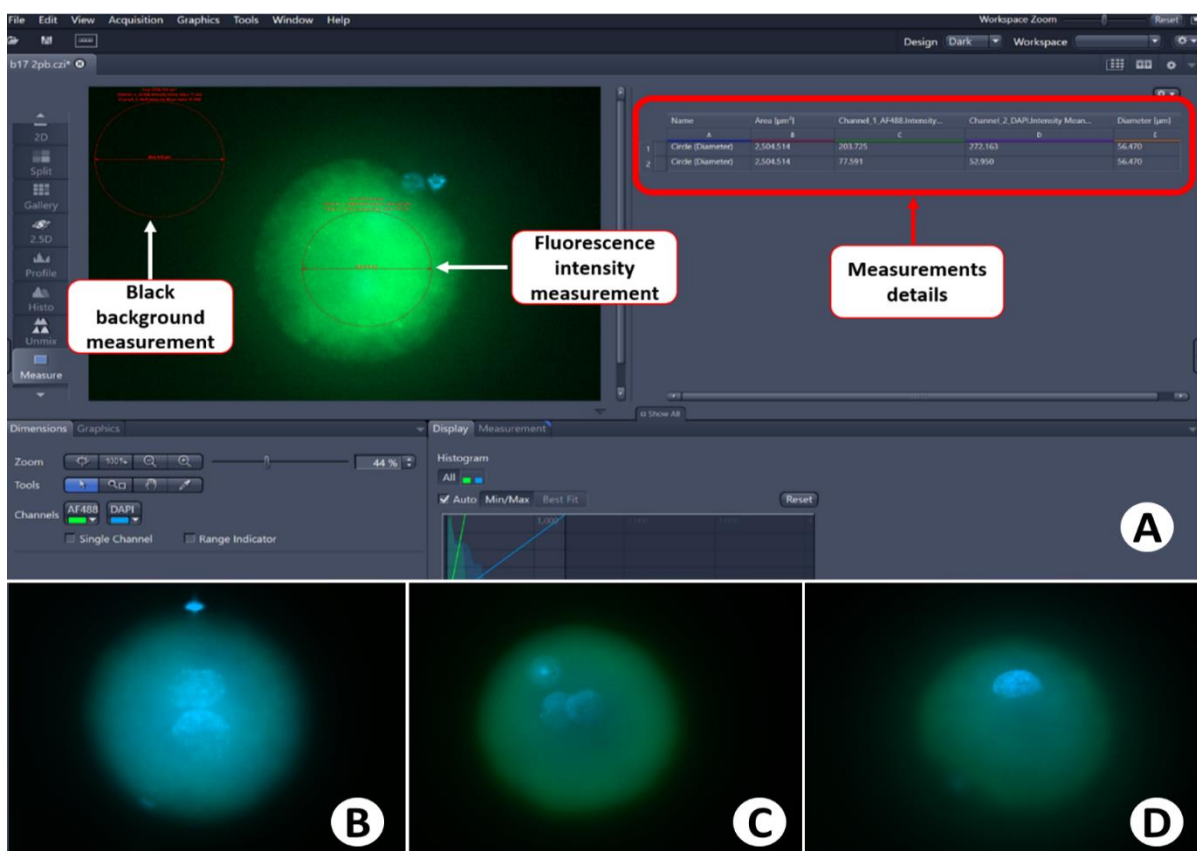 File Edit View Acquisition Graphics Tools Window Help
Workspace Zoom Reset
Design Dark Workspace
b17 2pb.czi*
2D
Split
Gallery
2.5D
Profile
Histo
Unmix
Measure
Black
background
measurement
Fluorescence
intensity
measurement
Name Area [µm²] Channel_1_AF488.Intensity... Channel_2_DAPI.Intensity Mean... Diameter [µm]
A B C D E
1 Circle (Diameter) 2,504.514 203.725 272.163 56.470
2 Circle (Diameter) 2,504.514 77.591 52.950 56.470
Measurements
details
Show All
Dimensions Graphics
Zoom 100% 44 %
Tools
Channels AF488 DAPI
Single Channel Range Indicator
Display Measurement
Histogram
All
Auto Min/Max Best Fit Reset
1,000
A
B
C
D